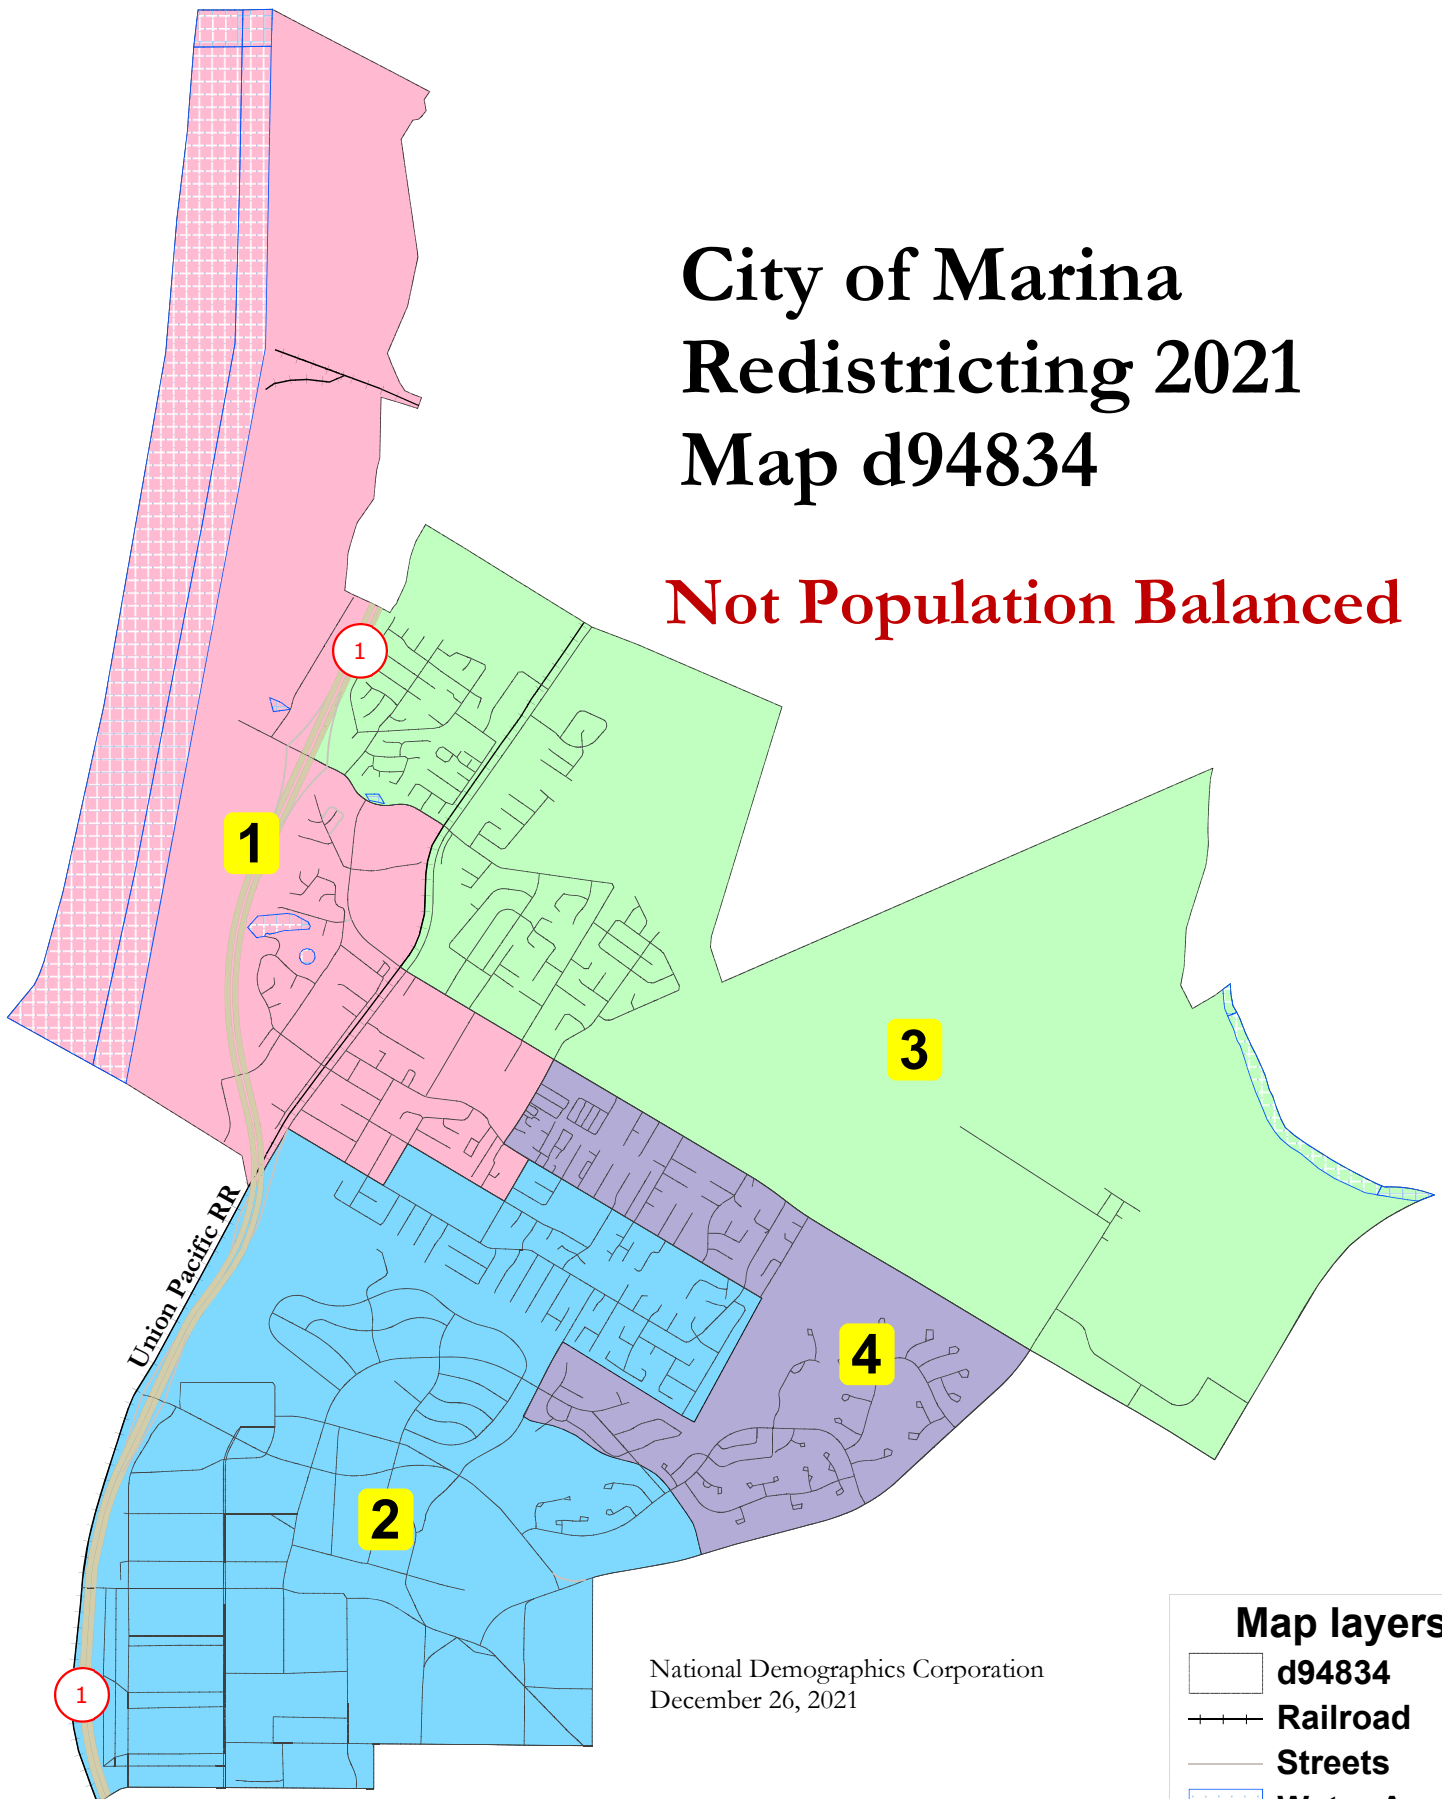 City of Marina
Redistricting 2021
Map d94834
Not Population Balanced
1
1
3
Union Pacific RR
4
2
1
National Demographics Corporation
December 26, 2021
Map layers
d94834
Railroad
Streets